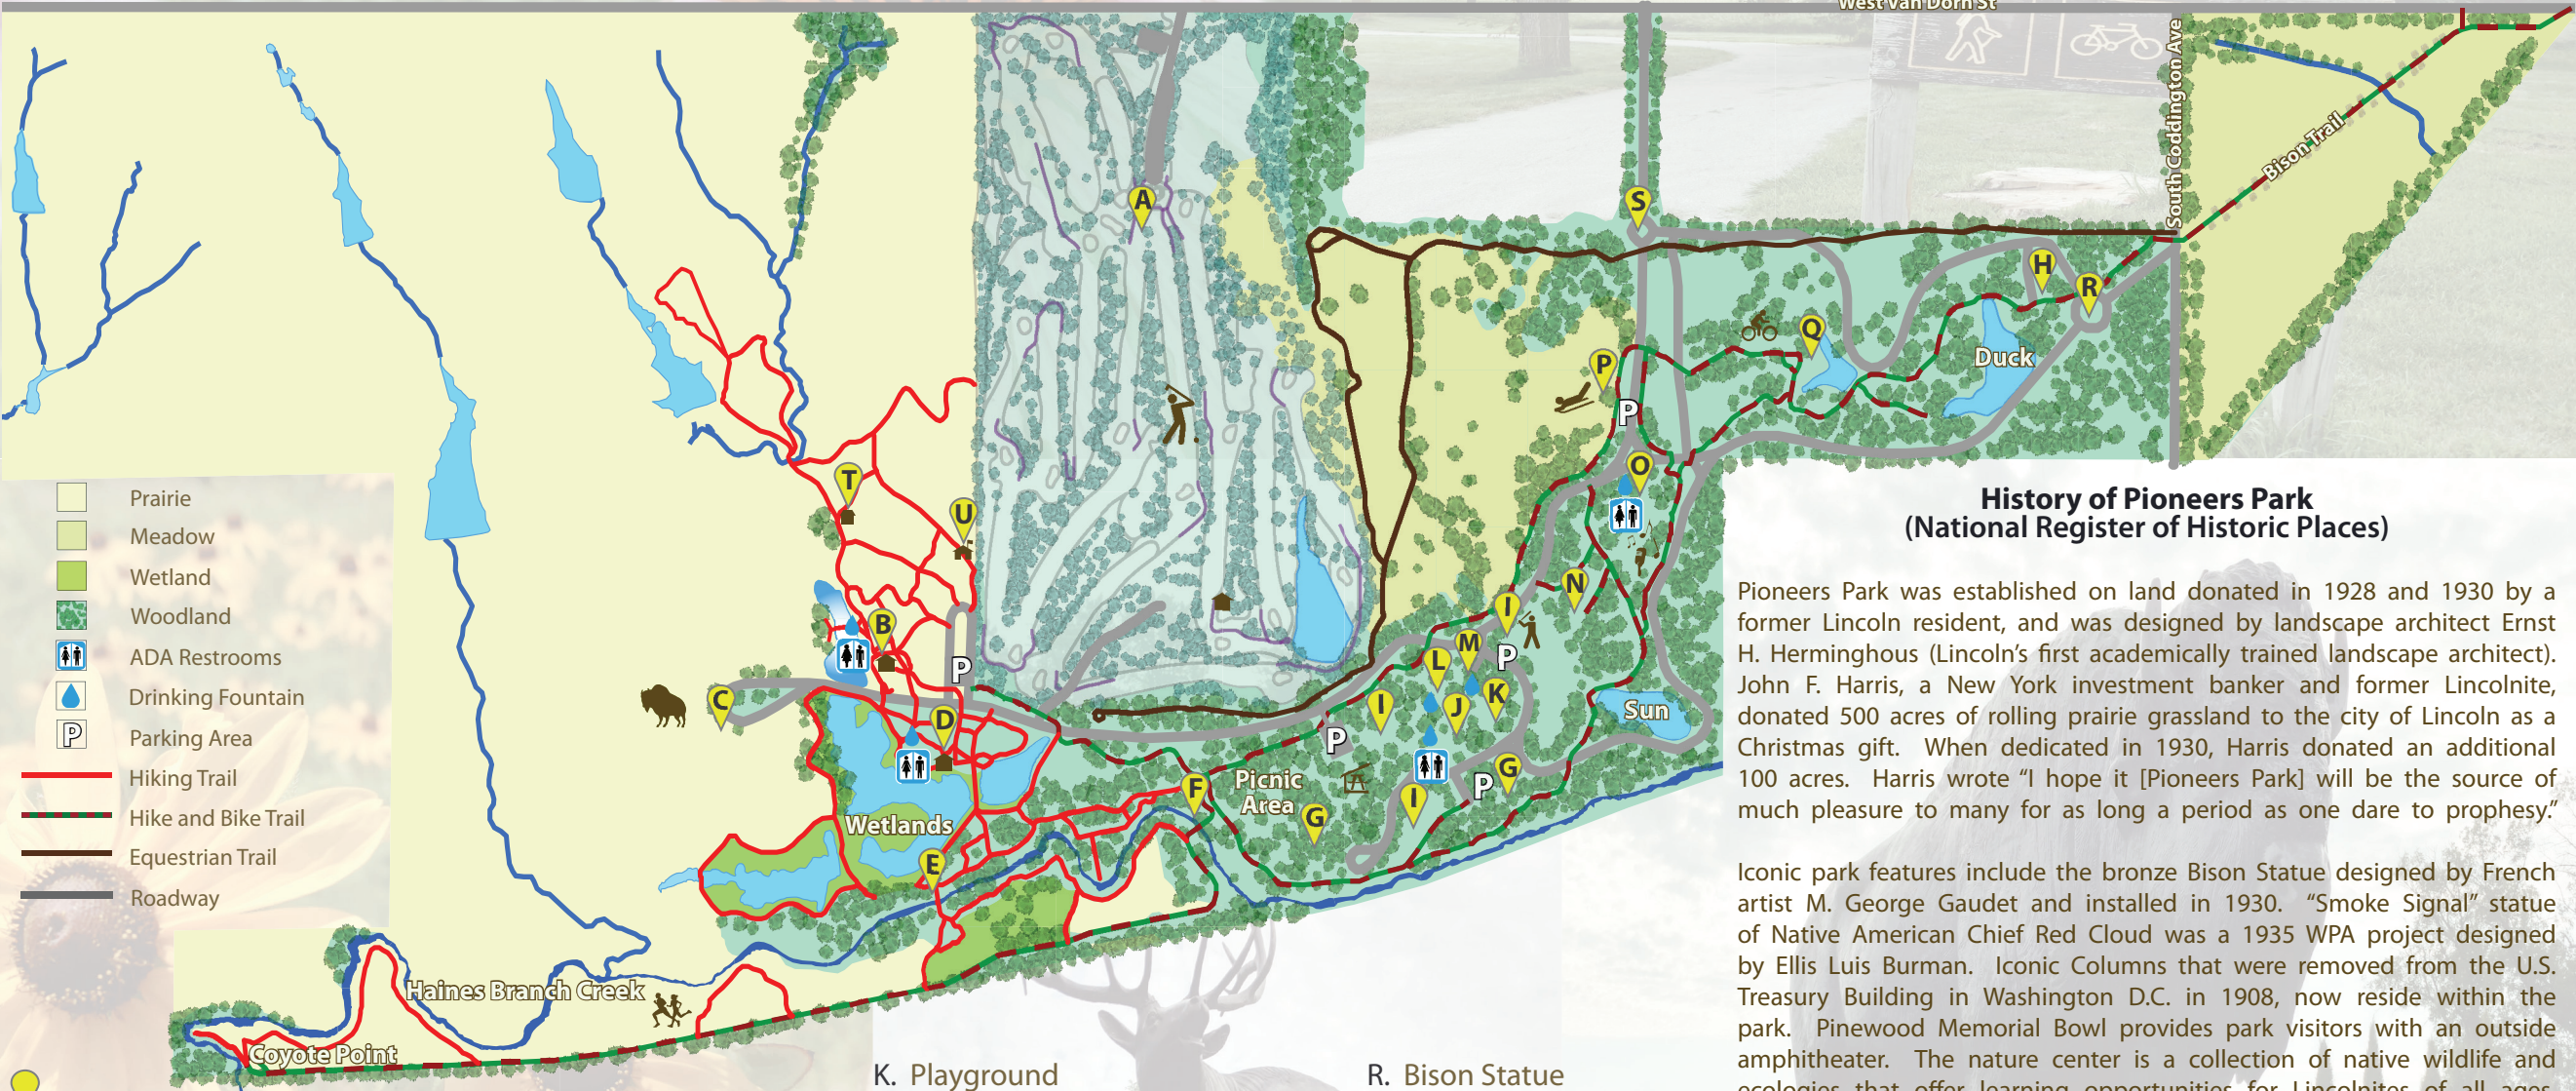 West Van Dorn St
South Coddington Ave
Bison Trail
A
S
H
R
Q
Duck
P
P
O
T
U
Prairie
Meadow
Wetland
Woodland
ADA Restrooms
Drinking Fountain
P Parking Area
Hiking Trail
Hike and Bike Trail
Equestrian Trail
Roadway
B
P
C
D
N
I
M
L
P
K
J
I
Sun
P
G
P
I
F
Picnic
Area
G
Wetlands
E
Haines Branch Creek
Coyote Point
K. Playground
R. Bison Statue
History of Pioneers Park
(National Register of Historic Places)
Pioneers Park was established on land donated in 1928 and 1930 by a
former Lincoln resident, and was designed by landscape architect Ernst
H. Herminghous (Lincoln’s first academically trained landscape architect).
John F. Harris, a New York investment banker and former Lincolnite,
donated 500 acres of rolling prairie grassland to the city of Lincoln as a
Christmas gift. When dedicated in 1930, Harris donated an additional
100 acres. Harris wrote “I hope it [Pioneers Park] will be the source of
much pleasure to many for as long a period as one dare to prophesy.”
Iconic park features include the bronze Bison Statue designed by French
artist M. George Gaudet and installed in 1930. “Smoke Signal” statue
of Native American Chief Red Cloud was a 1935 WPA project designed
by Ellis Luis Burman. Iconic Columns that were removed from the U.S.
Treasury Building in Washington D.C. in 1908, now reside within the
park. Pinewood Memorial Bowl provides park visitors with an outside
amphitheater. The nature center is a collection of native wildlife and
ecologies that offer learning opportunities for Lincolnites of all ages.